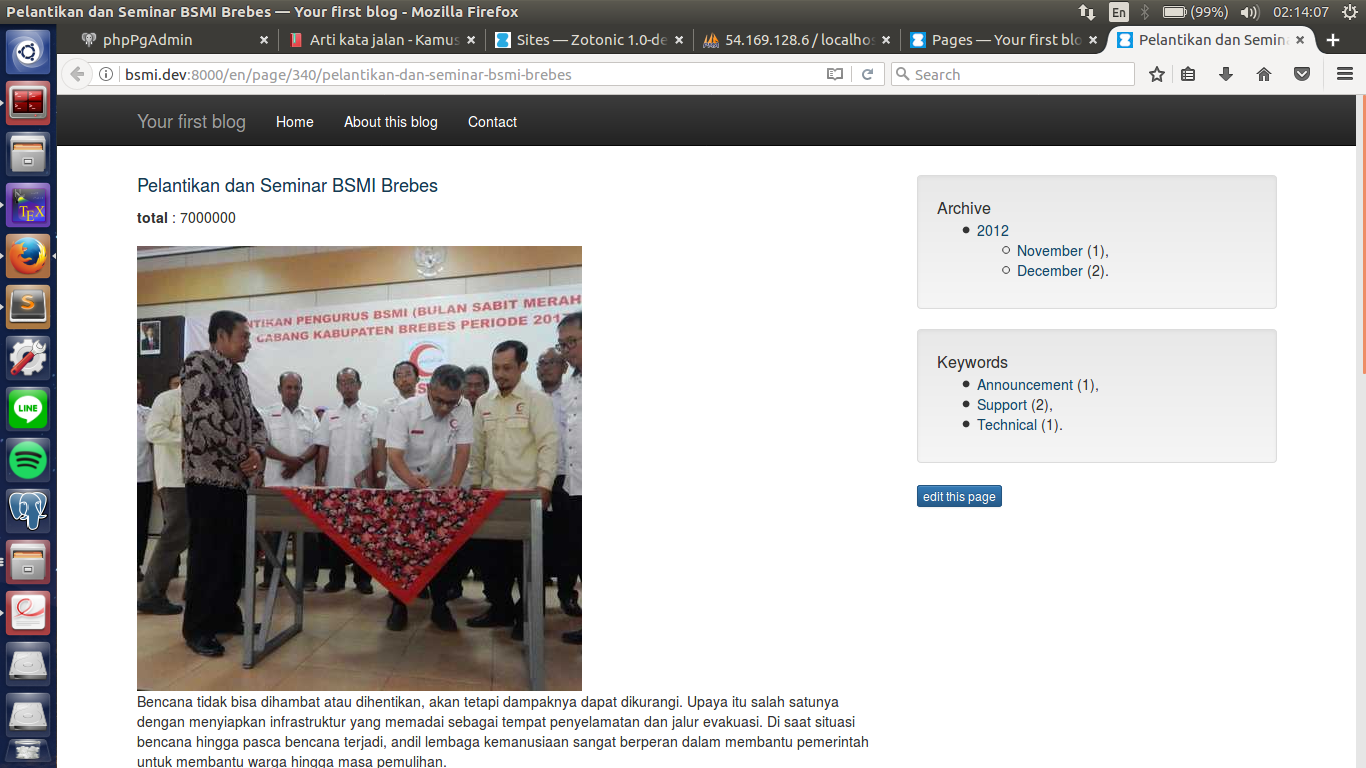 Pelantikan dan Seminar BSMI Brebes — Your first blog - Mozilla Firefox
En
(99%)
02:14:07
phpPgAdmin
Arti kata jalan - Kamus
Sites — Zotonic 1.0-de
54.169.128.6 / localhos
Pages — Your first blo
Pelantikan dan Semin
bsmi.dev:8000/en/page/340/pelantikan-dan-seminar-bsmi-brebes
Search
Your first blog
Home
About this blog
Contact
Pelantikan dan Seminar BSMI Brebes
total : 7000000
NTIKAN PENGURUS BSMI (BULAN SABIT MERAH
CABANG KABUPATEN BREBES PERIODE 201
Bencana tidak bisa dihambat atau dihentikan, akan tetapi dampaknya dapat dikurangi. Upaya itu salah satunya
dengan menyiapkan infrastruktur yang memadai sebagai tempat penyelamatan dan jalur evakuasi. Di saat situasi
bencana hingga pasca bencana terjadi, andil lembaga kemanusiaan sangat berperan dalam membantu pemerintah
untuk membantu warga hingga masa pemulihan.
Archive
2012
November (1),
December (2).
Keywords
Announcement (1),
Support (2),
Technical (1).
edit this page
TEX
S
LINE